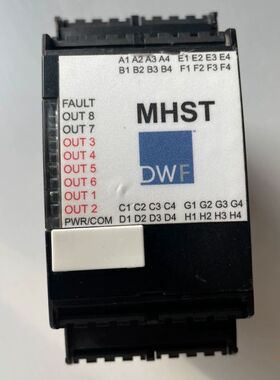 A1 A2 A3 A4 E1 E2 E3 E4
B1 B2 B3 B4 F1 F2 F3 F4
FAULT
OUT 8
OUT 7
OUT 3
OUT 4
OUT 5
OUT 6
OUT 1
OUT 2
PWR/COM
MHST
DWF
C1 C2 C3 C4 G1 G2 G3 G4
D1 D2 D3 D4 H1 H2 H3 H4